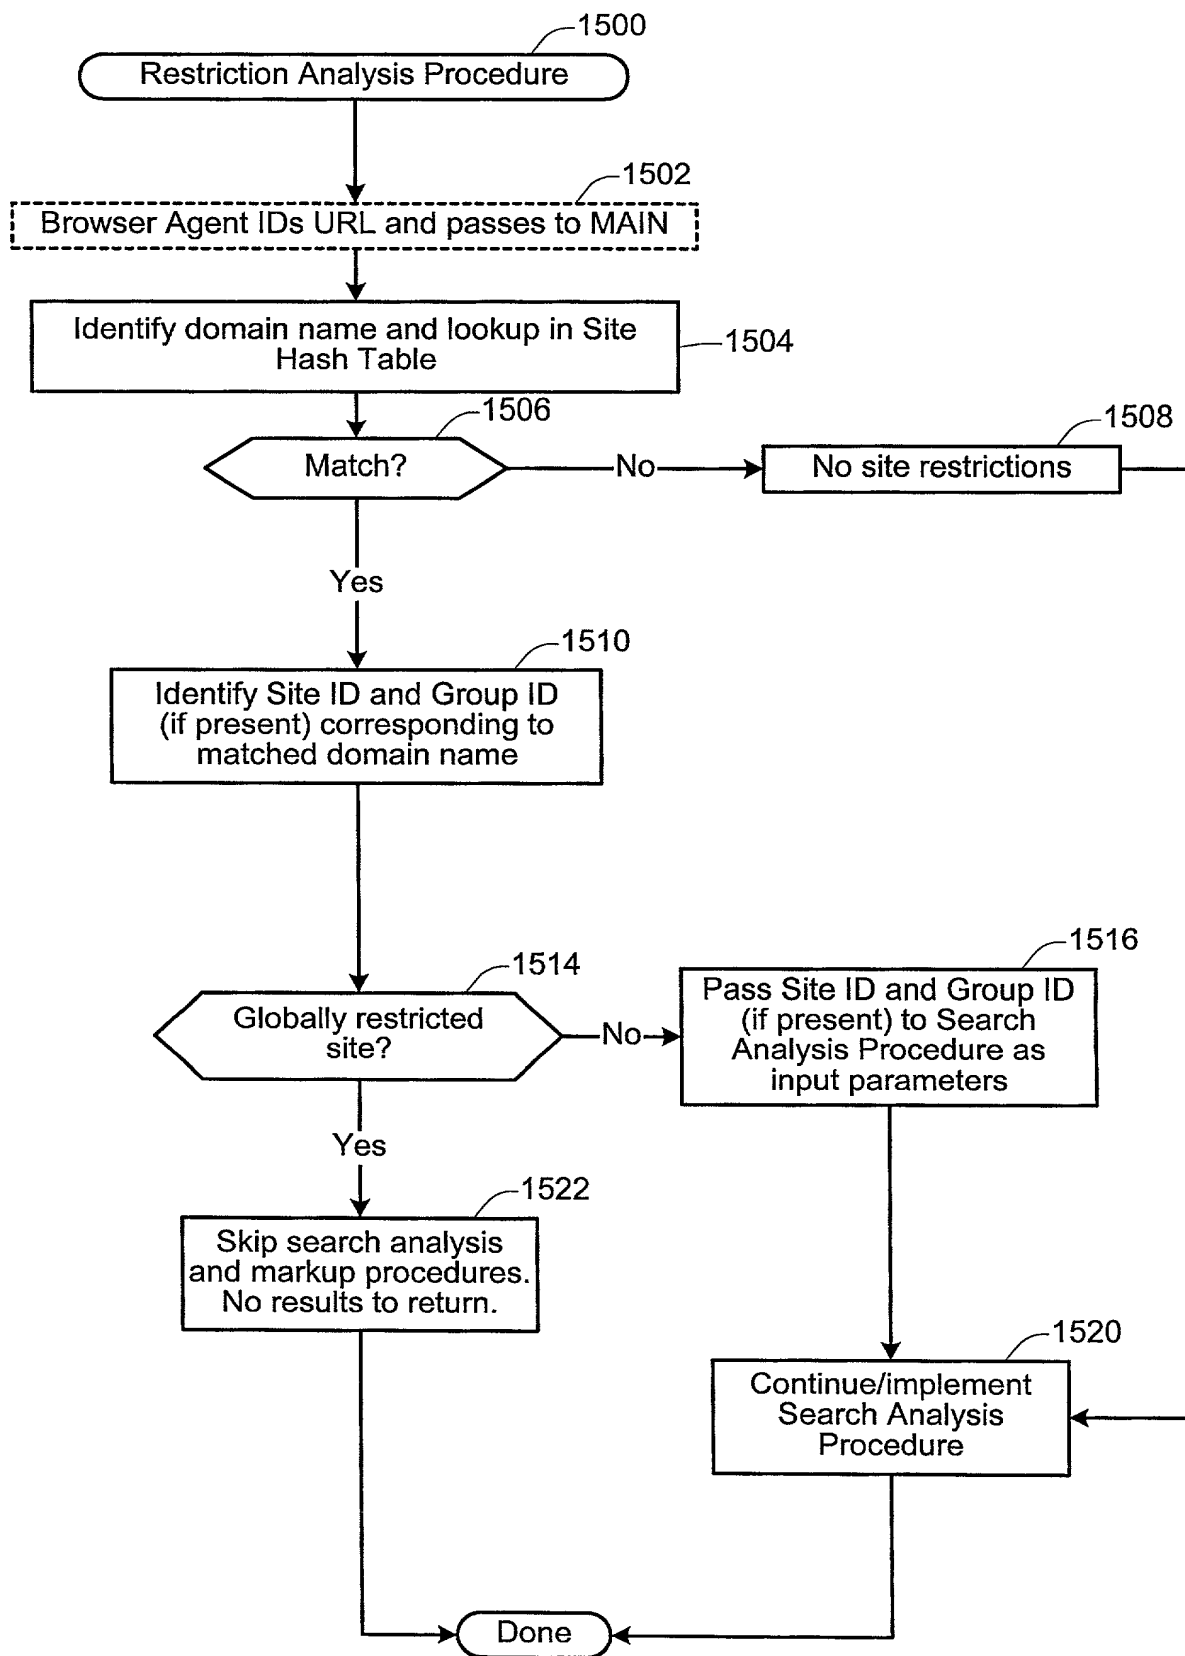 1500
Restriction Analysis Procedure
1502
Browser Agent IDs URL and passes to MAIN
Identify domain name and lookup in Site
Hash Table
1504
1506
Match?
No
1508
No site restrictions
Yes
1510
Identify Site ID and Group ID
(if present) corresponding to
matched domain name
1514
Globally restricted
site?
No
1516
Pass Site ID and Group ID
(if present) to Search
Analysis Procedure as
input parameters
Yes
1522
Skip search analysis
and markup procedures.
No results to return.
1520
Continue/implement
Search Analysis
Procedure
Done